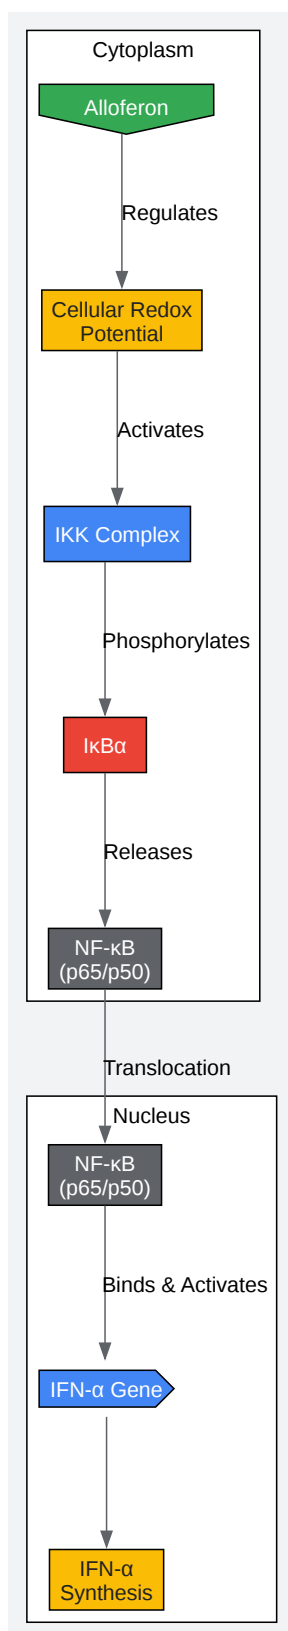 Cytoplasm
Alloferon
Regulates
Cellular Redox
Potential
Activates
IKK Complex
Phosphorylates
IκBα
Releases
NF-κB
(p65/p50)
Translocation
Nucleus
NF-κB
(p65/p50)
Binds & Activates
IFN-α Gene
IFN-α
Synthesis